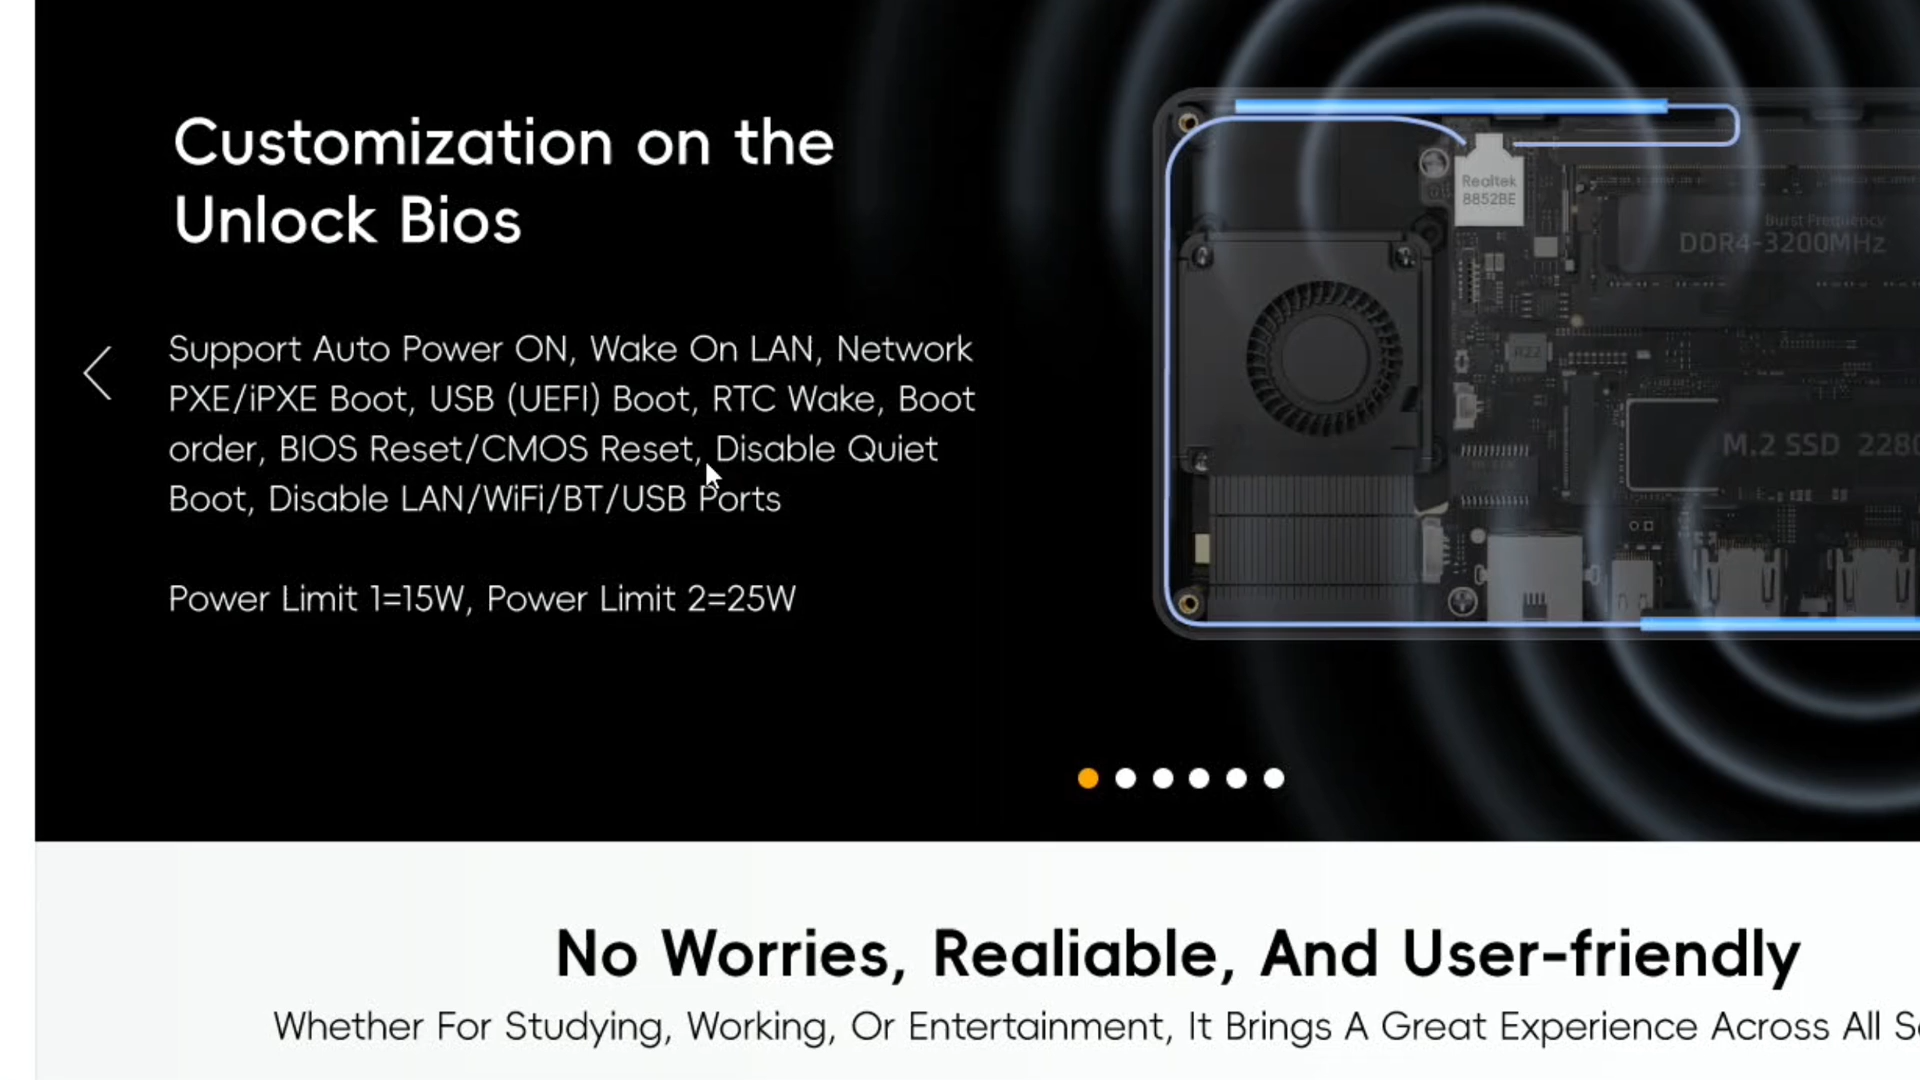 Customization on the
Unlock Bios
Support Auto Power ON, Wake On LAN, Network
PXE/iPXE Boot, USB (UEFI) Boot, RTC Wake, Boot
order, BIOS Reset/CMOS Reset, Disable Quiet
Boot, Disable LAN/WiFi/BT/USB Ports
Power Limit 1=15W, Power Limit 2=25W
Realtek
8852BE
Burst Frequency
DDR4-3200MHz
R22
M.2 SSD 2280
No Worries, Realiable, And User-friendly
Whether For Studying, Working, Or Entertainment, It Brings A Great Experience Across All